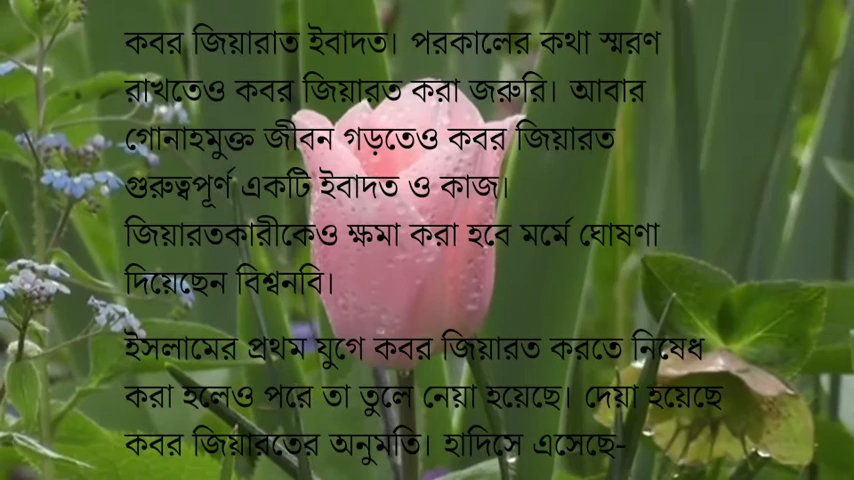 কবর জিয়ারাত ইবাদত। পরকালের কথা স্মরণ
রাখতেও কবর জিয়ারত করা জরুরি। আবার
গোনাহমুক্ত জীবন গড়তেও কবর জিয়ারত
গুরুত্বপূর্ণ একটি ইবাদত ও কাজ।
জিয়ারতকারীকেও ক্ষমা করা হবে মর্মে ঘোষণা
দিয়েছেন বিশ্বনবি।
ইসলামের প্রথম যুগে কবর জিয়ারত করতে নিষেধ
করা হলেও পরে তা তুলে নেয়া হয়েছে। দেয়া হয়েছে
কবর জিয়ারতের অনুমতি। হাদিসে এসেছে-